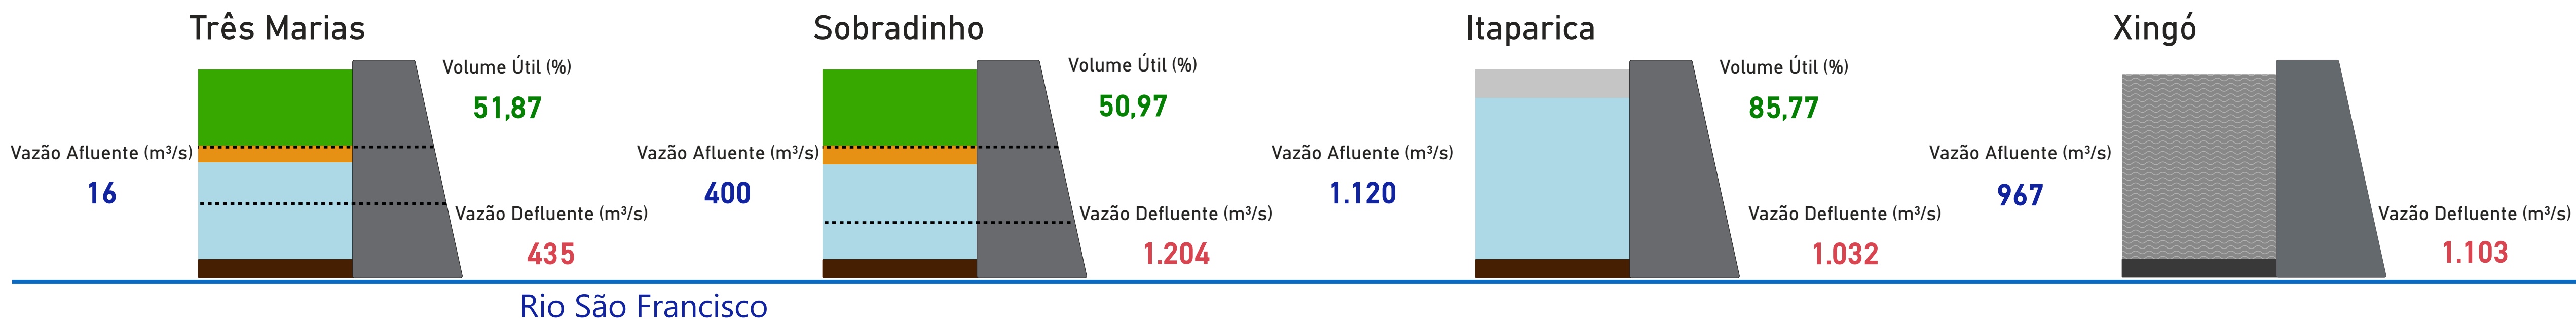 Três Marias
Volume Útil (%)
51,87
Vazão Afluente (m³/s)
16
Vazão Defluente (m³/s)
435
Sobradinho
Volume Útil (%)
50,97
Vazão Afluente (m³/s)
400
Vazão Defluente (m³/s)
1.204
Itaparica
Volume Útil (%)
85,77
Vazão Afluente (m³/s)
1.120
Vazão Defluente (m³/s)
1.032
Xingó
Vazão Afluente (m³/s)
967
Vazão Defluente (m³/s)
1.103
Rio São Francisco